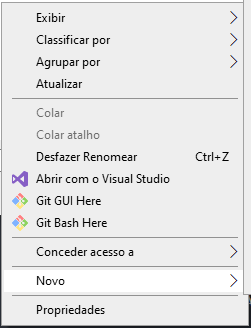 Exibir
Classificar por
Agrupar por
Atualizar
Colar
Colar atalho
Desfazer Renomear Ctrl+Z
Abrir com o Visual Studio
Git GUI Here
Git Bash Here
Conceder acesso a
Novo
Propriedades